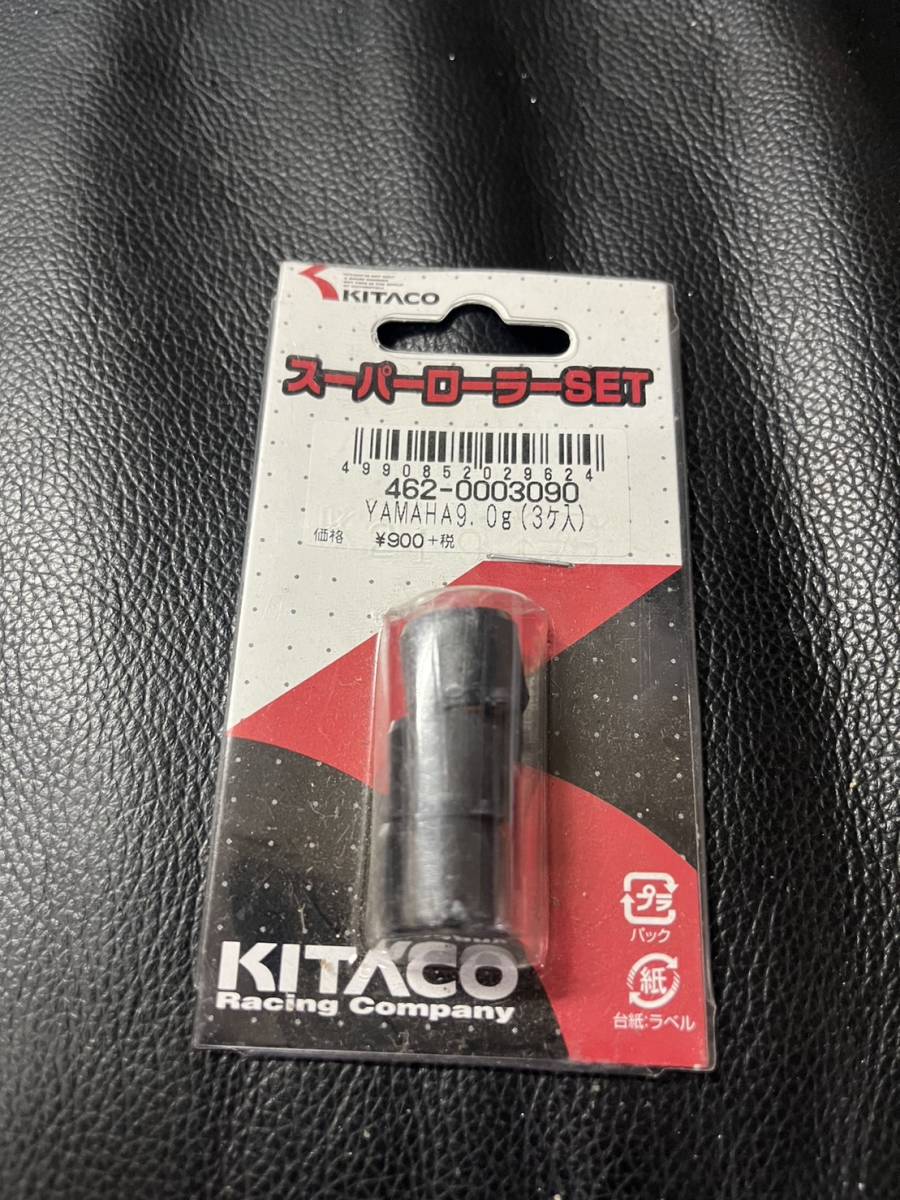 KITACO
スーパーローラーSET
4990852029624
462-0003090
YAMAHA9.0g(3ケ入)
価格 ¥900+税
プラ
パック
紙
台紙:ラベル
KITACO
Racing Company